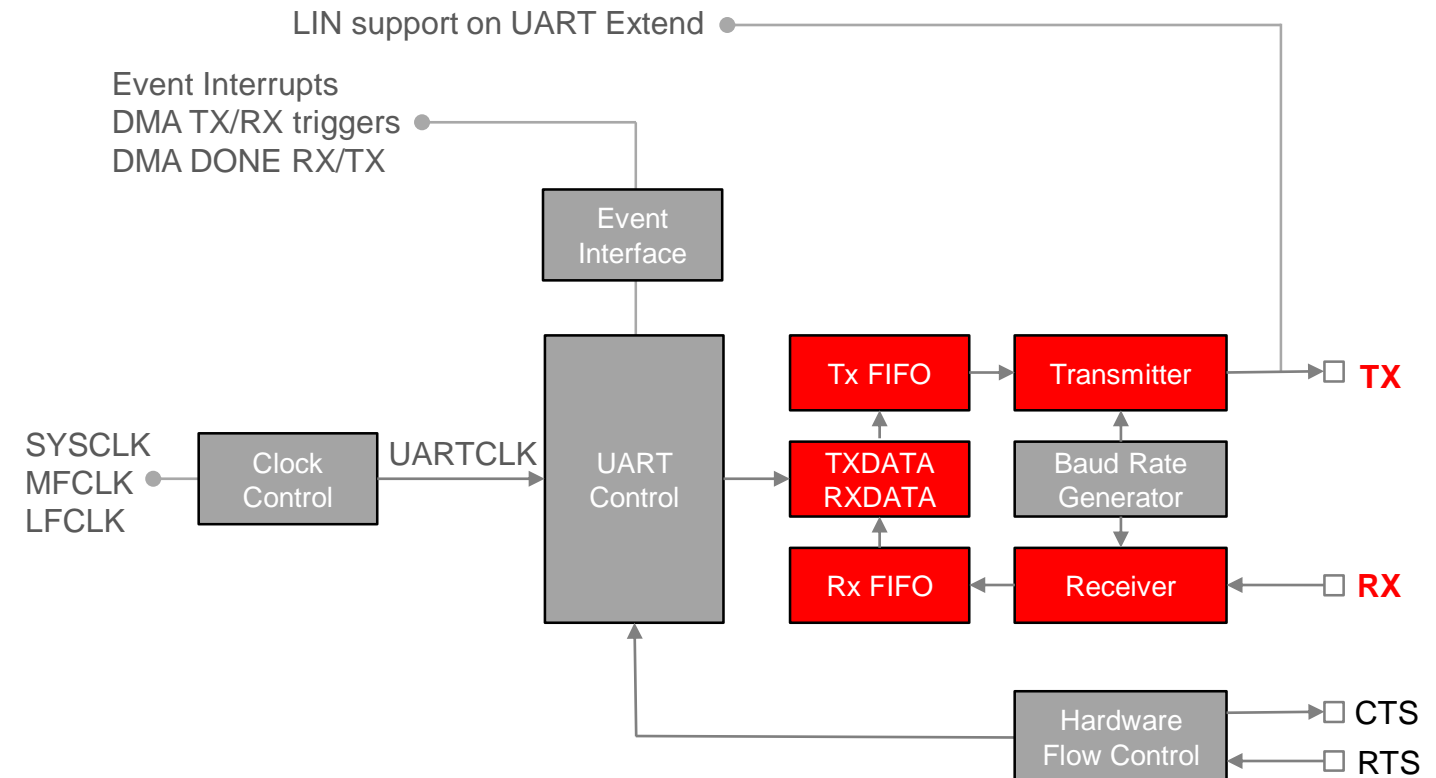 LIN support on UART Extend
Event Interrupts
DMA TX/RX triggers
DMA DONE RX/TX
Event
Interface
Tx FIFO
Transmitter
TX
SYSCLK
MFCLK
LFCLK
Clock
Control
UARTCLK
UART
Control
TXDATA
RXDATA
Baud Rate
Generator
Rx FIFO
Receiver
RX
Hardware
Flow Control
CTS
RTS